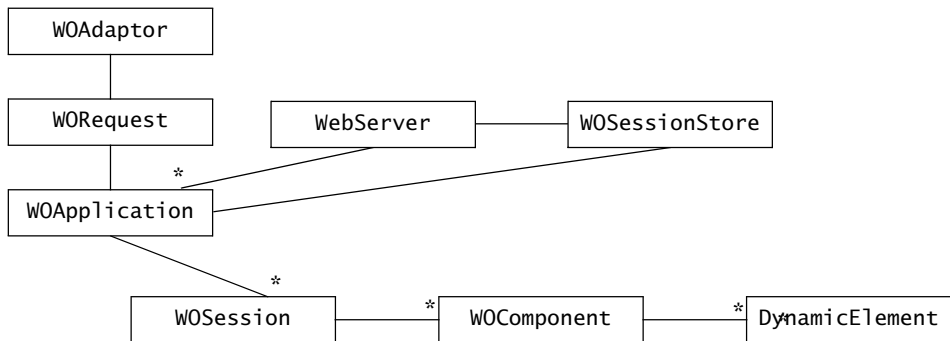 WOAdaptor
WORequest
WebServer
WOSessionStore
*
WOApplication
*
WOSession
*
WOComponent
*
*
DynamicElement